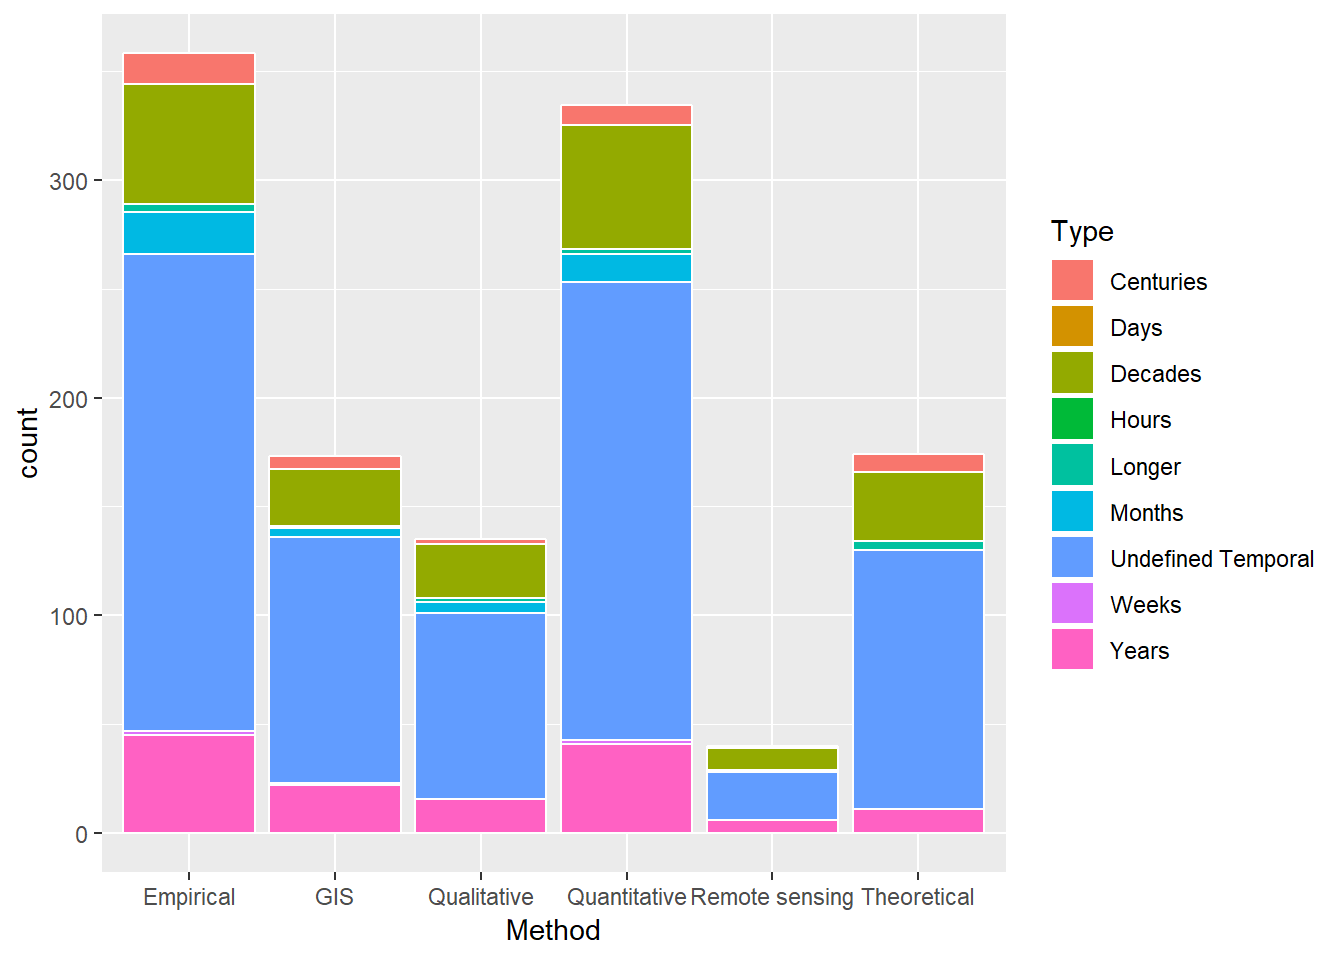 300
200
100
0
count
Empirical
GIS
Qualitative
Quantitative
Remote sensing
Theoretical
Method
Type
Centuries
Days
Decades
Hours
Longer
Months
Undefined Temporal
Weeks
Years